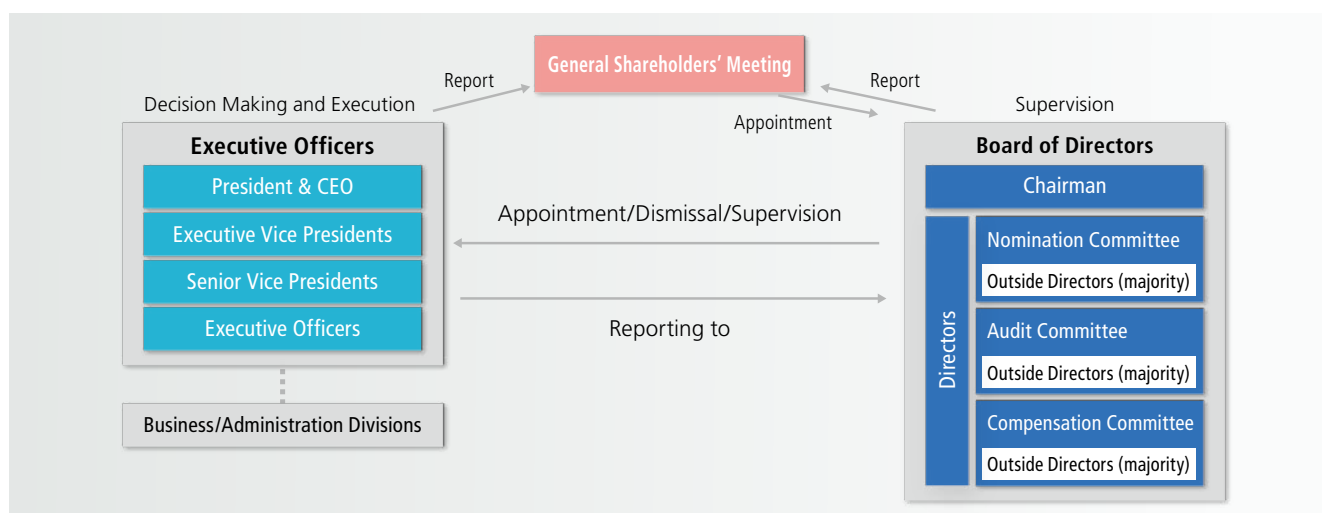 General Shareholders' Meeting
Report
Report
Appointment
Decision Making and Execution
Executive Officers
President & CEO
Executive Vice Presidents
Senior Vice Presidents
Executive Officers
Business/Administration Divisions
Appointment/Dismissal/Supervision
Reporting to
Supervision
Board of Directors
Chairman
Directors
Nomination Committee
Outside Directors (majority)
Audit Committee
Outside Directors (majority)
Compensation Committee
Outside Directors (majority)